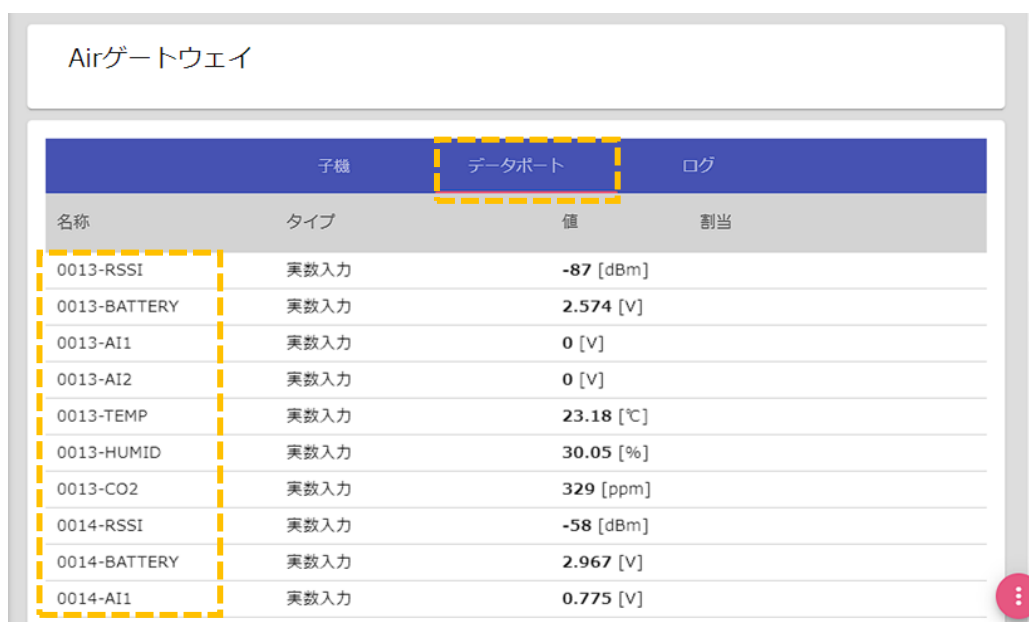 Airゲートウェイ
子機 データポート ログ
名称 タイプ 値 割当
0013-RSSI 実数入力 -87 [dBm]
0013-BATTERY 実数入力 2.574 [V]
0013-AI1 実数入力 0 [V]
0013-AI2 実数入力 0 [V]
0013-TEMP 実数入力 23.18 [℃]
0013-HUMID 実数入力 30.05 [%]
0013-CO2 実数入力 329 [ppm]
0014-RSSI 実数入力 -58 [dBm]
0014-BATTERY 実数入力 2.967 [V]
0014-AI1 実数入力 0.775 [V]